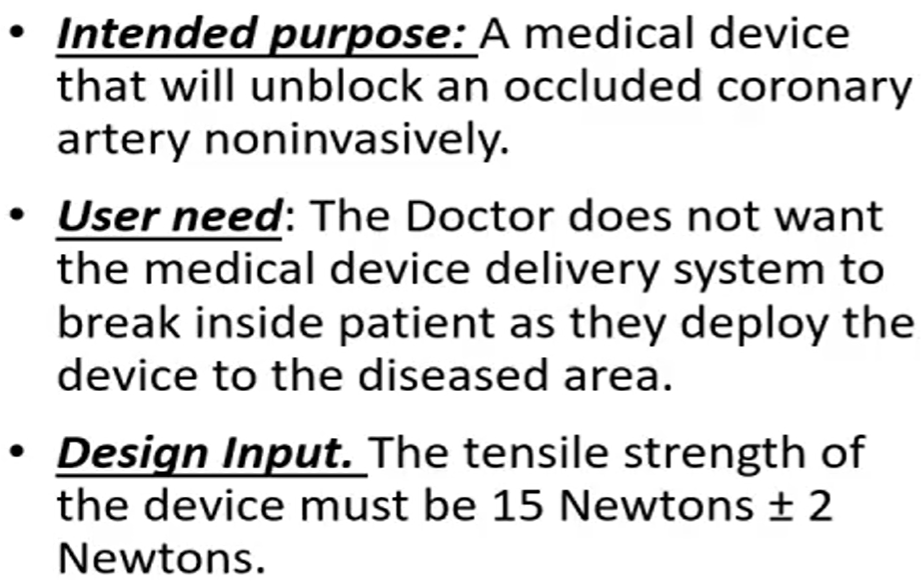 • Intended purpose: A medical device
that will unblock an occluded coronary
artery noninvasively.
• User need: The Doctor does not want
the medical device delivery system to
break inside patient as they deploy the
device to the diseased area.
• Design Input. The tensile strength of
the device must be 15 Newtons ± 2
Newtons.